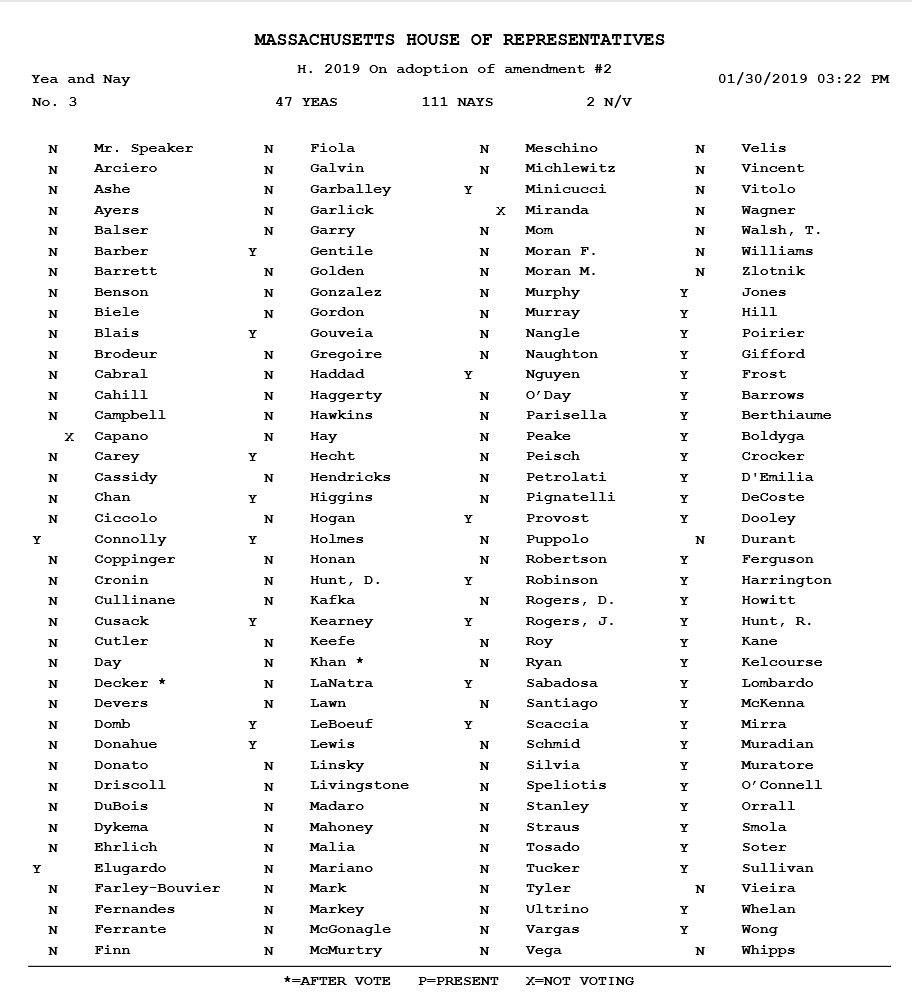 MASSACHUSETTS HOUSE OF REPRESENTATIVES
H. 2019 On adoption of amendment #2
Yea and Nay 01/30/2019 03:22 PM
No. 3 47 YEAS 111 NAYS 2 N/V
N Mr. Speaker N Fiola N Meschino N Velis
N Arciero N Galvin N Michlewitz N Vincent
N Ashe N Garballey Y Minicucci N Vitolo
N Ayers N Garlick X Miranda N Wagner
N Balser N Garry N Mom N Walsh, T.
N Barber Y Gentile N Moran F. N Williams
N Barrett N Golden N Moran M. N Zlotnik
N Benson N Gonzalez N Murphy Y Jones
N Biele N Gordon N Murray Y Hill
N Blais Y Gouveia N Nangle Y Poirier
N Brodeur N Gregoire N Naughton Y Gifford
N Cabral N Haddad Y Nguyen Y Frost
N Cahill N Haggerty N O'Day Y Barrows
N Campbell N Hawkins N Parisella Y Berthiaume
X Capano N Hay N Peake Y Boldyga
N Carey Y Hecht N Peisch Y Crocker
N Cassidy N Hendricks N Petrolati Y D'Emilia
N Chan Y Higgins N Pignatelli Y DeCoste
N Ciccolo N Hogan Y Provost Y Dooley
Y Connolly Y Holmes N Puppolo N Durant
N Coppinger N Honan N Robertson Y Ferguson
N Cronin N Hunt, D. Y Robinson Y Harrington
N Cullinane N Kafka N Rogers, D. Y Howitt
N Cusack Y Kearney Y Rogers, J. Y Hunt, R.
N Cutler N Keefe N Roy Y Kane
N Day N Khan * N Ryan Y Kelcourse
N Decker * N LaNatra Y Sabadosa Y Lombardo
N Devers N Lawn N Santiago Y McKenna
N Domb Y LeBoeuf Y Scaccia Y Mirra
N Donahue Y Lewis N Schmid Y Muradian
N Donato N Linsky N Silvia Y Muratore
N Driscoll N Livingstone N Speliotis Y O'Connell
N DuBois N Madaro N Stanley Y Orrall
N Dykema N Mahoney N Straus Y Smola
N Ehrlich N Malia N Tosado Y Soter
Y Elugardo N Mariano N Tucker Y Sullivan
N Farley-Bouvier N Mark N Tyler N Vieira
N Fernandes N Markey N Ultrino Y Whelan
N Ferrante N McGonagle N Vargas Y Wong
N Finn N McMurtry N Vega N Whipps
*=AFTER VOTE P=PRESENT X=NOT VOTING